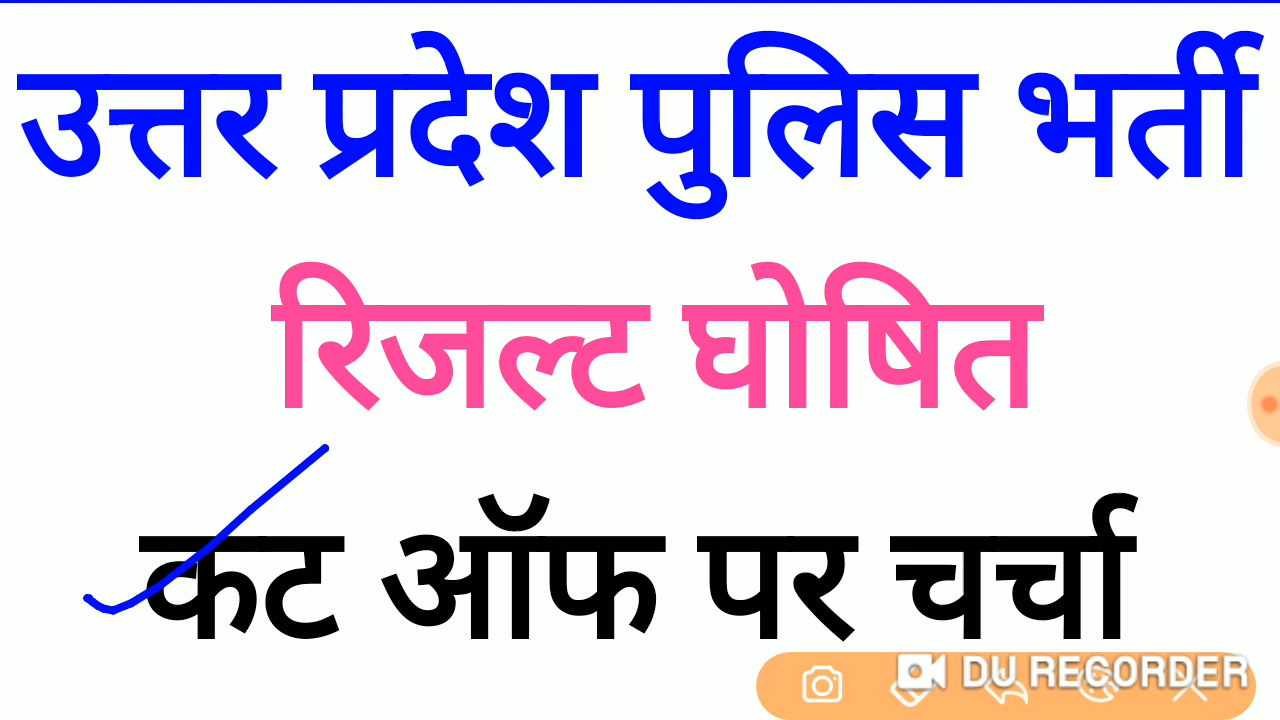 उत्तर प्रदेश पुलिस भर्ती
रिजल्ट घोषित
कट ऑफ पर चर्चा
DU RECORDER